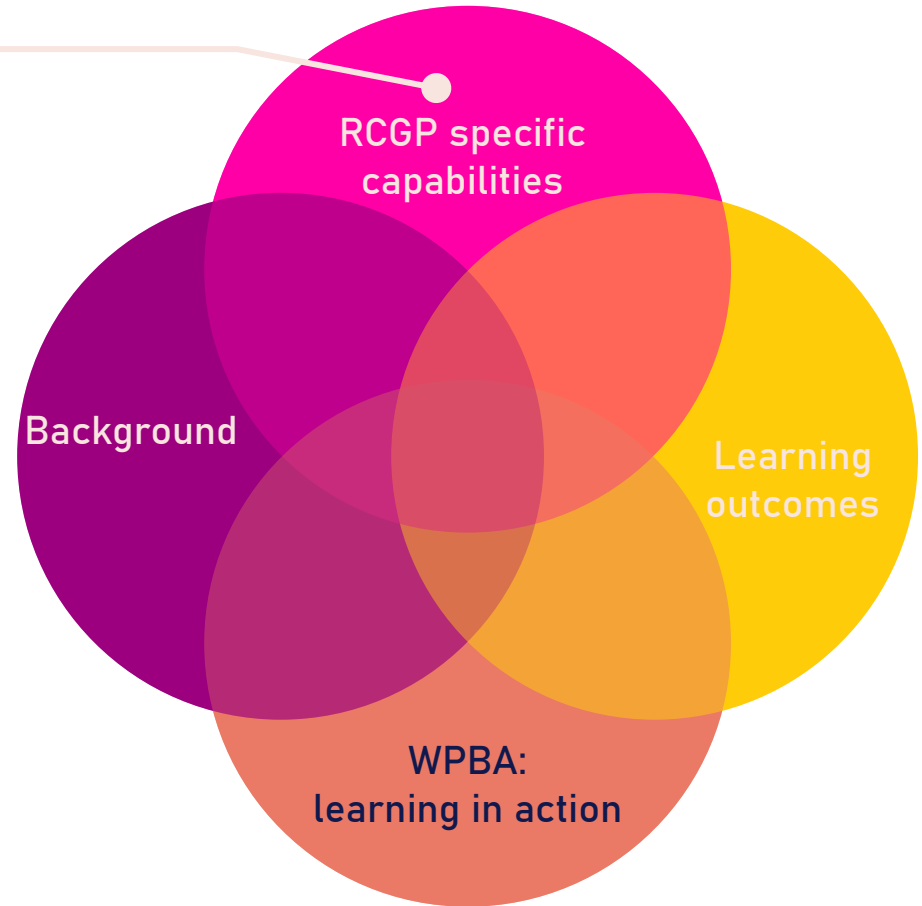 RCGP specific
capabilities
Background
Learning
outcomes
WPBA:
learning in action